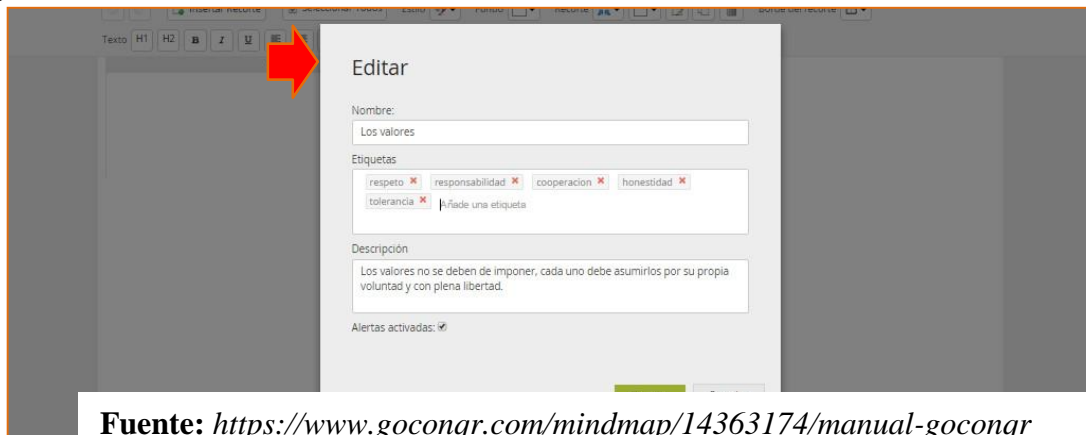 Insertar Recorte Seleccionar Todos Estilo Fondo Recorte Borde del recorte
Texto H1 H2 B I U
Editar
Nombre:
Los valores
Etiquetas
respeto × responsabilidad × cooperacion × honestidad ×
tolerancia × Añade una etiqueta
Descripción
Los valores no se deben de imponer, cada uno debe asumirlos por su propia
voluntad y con plena libertad.
Alertas activadas:
Fuente: https://www.goconqr.com/mindmap/14363174/manual-goconqr